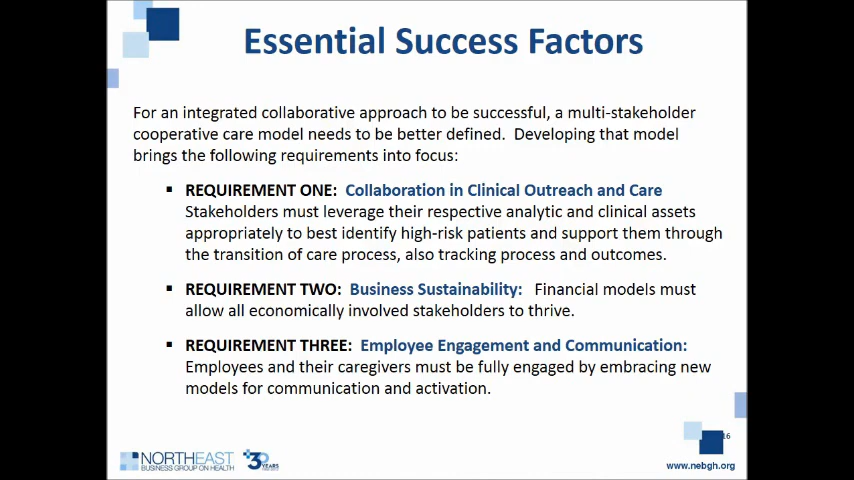 Essential Success Factors
For an integrated collaborative approach to be successful, a multi-stakeholder
cooperative care model needs to be better defined.  Developing that model
brings the following requirements into focus:
▪ REQUIREMENT ONE:  Collaboration in Clinical Outreach and Care
Stakeholders must leverage their respective analytic and clinical assets
appropriately to best identify high-risk patients and support them through
the transition of care process, also tracking process and outcomes.
▪ REQUIREMENT TWO:  Business Sustainability:   Financial models must
allow all economically involved stakeholders to thrive.
▪ REQUIREMENT THREE:  Employee Engagement and Communication:
Employees and their caregivers must be fully engaged by embracing new
models for communication and activation.
16
NORTHEAST
BUSINESS GROUP ON HEALTH
30
YEARS
www.nebgh.org